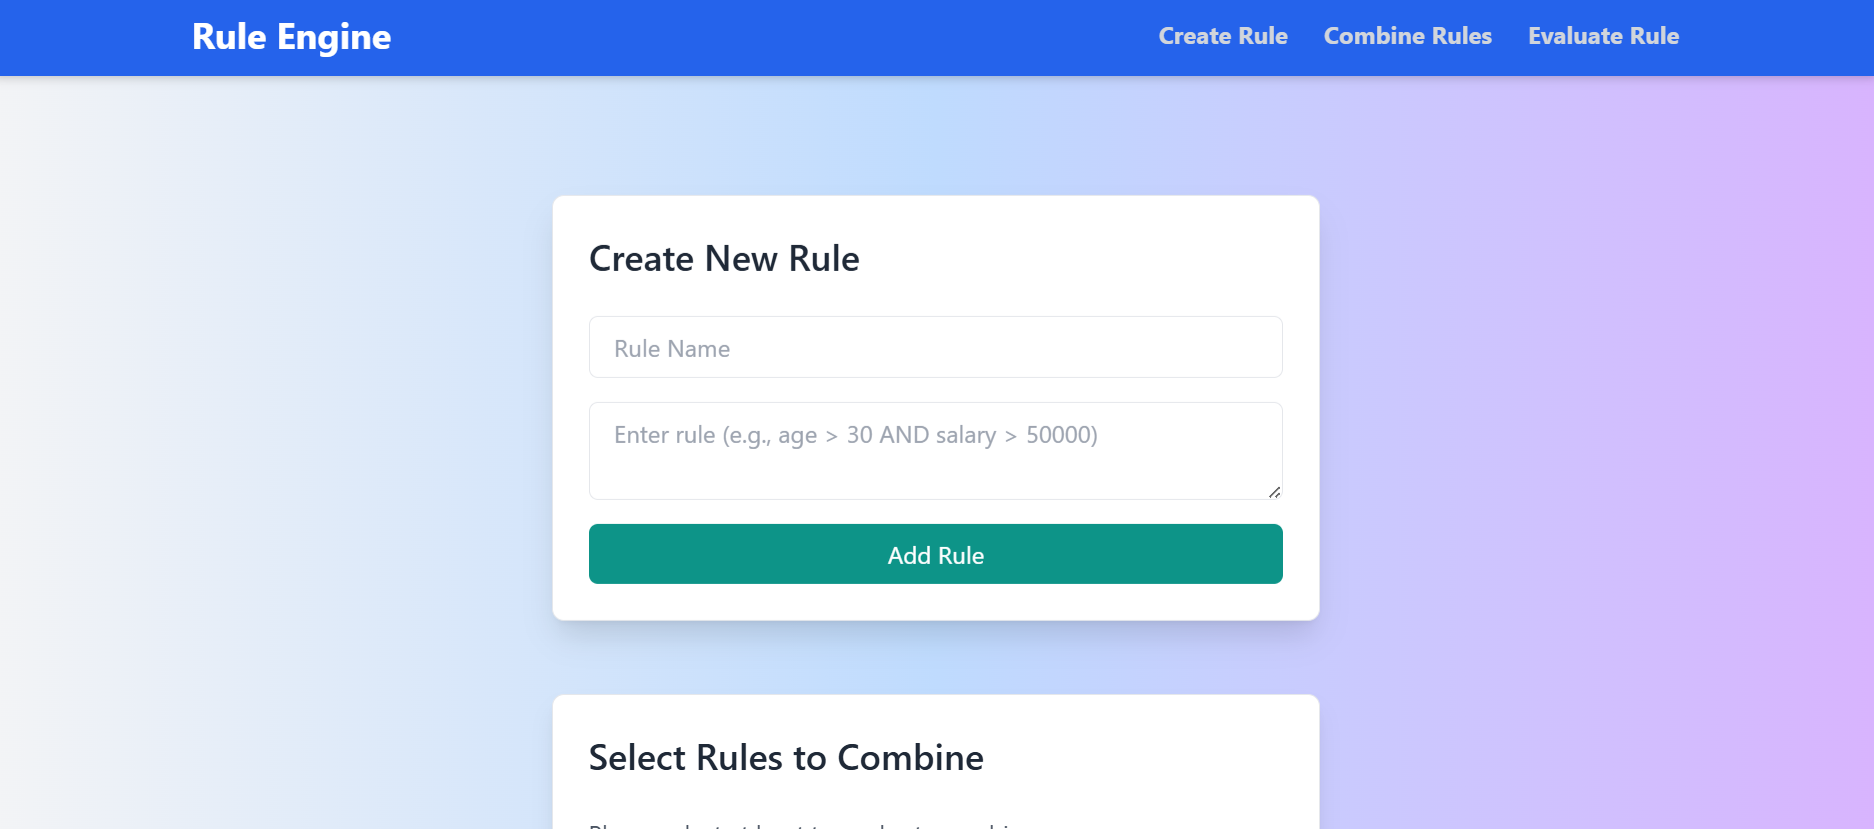 Rule Engine
Create Rule Combine Rules Evaluate Rule
Create New Rule
Rule Name
Enter rule (e.g., age > 30 AND salary > 50000)
Add Rule
Select Rules to Combine